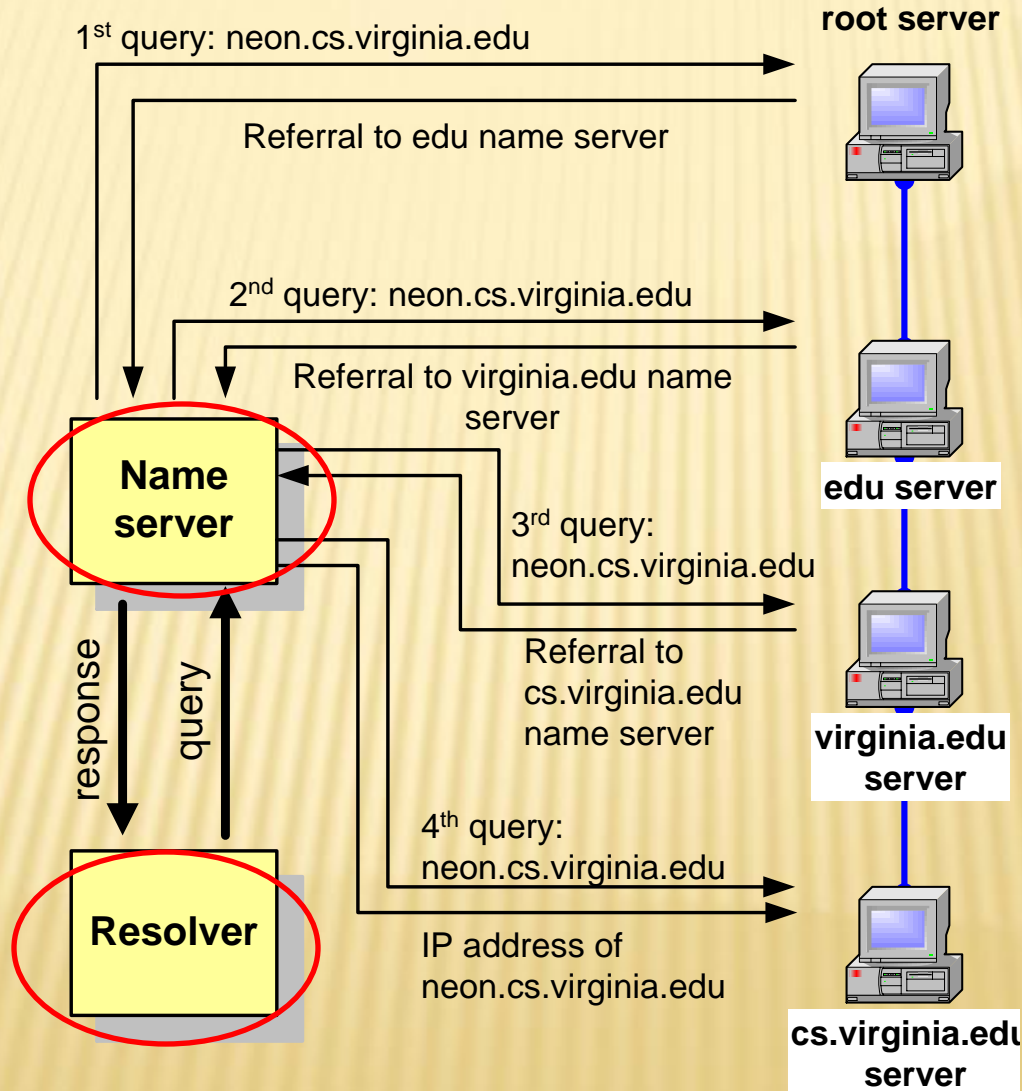 root server
1st query: neon.cs.virginia.edu
Referral to edu name server
2nd query: neon.cs.virginia.edu
Referral to virginia.edu name
server
edu server
Name
server
3rd query:
neon.cs.virginia.edu
Referral to
cs.virginia.edu
name server
virginia.edu
server
response
query
4th query:
neon.cs.virginia.edu
Resolver
IP address of
neon.cs.virginia.edu
cs.virginia.edu
server